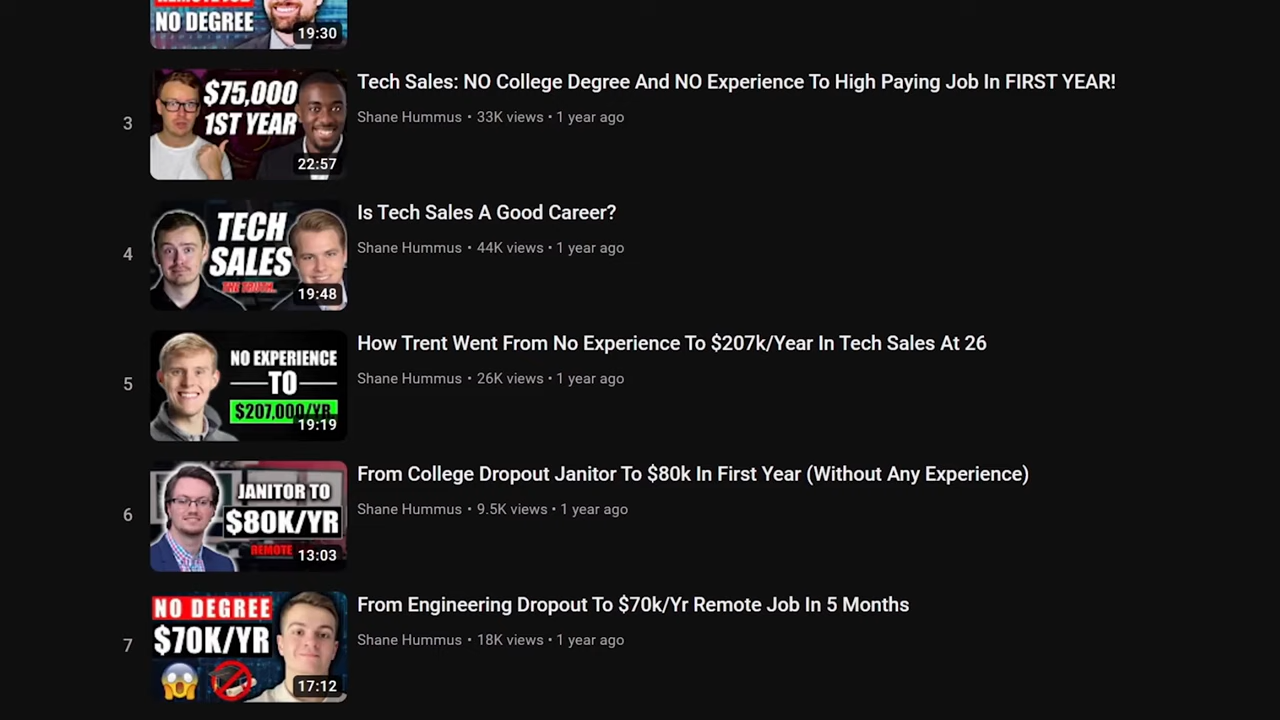 NO DEGREE
19:30
3
$75,000
1ST YEAR
22:57
Tech Sales: NO College Degree And NO Experience To High Paying Job In FIRST YEAR!
Shane Hummus • 33K views • 1 year ago
4
TECH
SALES
THE TRUTH..
19:48
Is Tech Sales A Good Career?
Shane Hummus • 44K views • 1 year ago
5
NO EXPERIENCE
TO
$207,000/YR
19:19
How Trent Went From No Experience To $207k/Year In Tech Sales At 26
Shane Hummus • 26K views • 1 year ago
6
JANITOR TO
$80K/YR
REMOTE
13:03
From College Dropout Janitor To $80k In First Year (Without Any Experience)
Shane Hummus • 9.5K views • 1 year ago
7
NO DEGREE
$70K/YR
17:12
From Engineering Dropout To $70k/Yr Remote Job In 5 Months
Shane Hummus • 18K views • 1 year ago